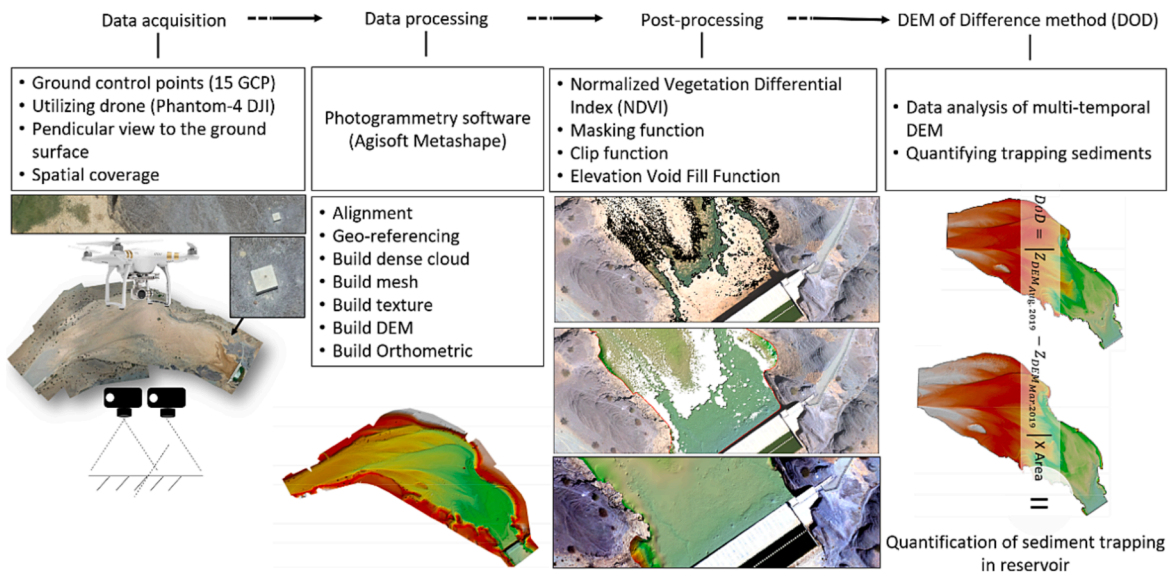 Data acquisition
Data processing
Post-processing
DEM of Difference method (DOD)
• Ground control points (15 GCP)
• Utilizing drone (Phantom-4 DJI)
• Pendicular view to the ground
surface
• Spatial coverage
Photogrammetry software
(Agisoft Metashape)
• Alignment
• Geo-referencing
• Build dense cloud
• Build mesh
• Build texture
• Build DEM
• Build Orthometric
• Normalized Vegetation Differential
Index (NDVI)
• Masking function
• Clip function
• Elevation Void Fill Function
• Data analysis of multi-temporal
DEM
• Quantifying trapping sediments
DoD = |Z_DEM_Aug.2019 − Z_DEM_Mar.2019| X Area
=
Quantification of sediment trapping
in reservoir